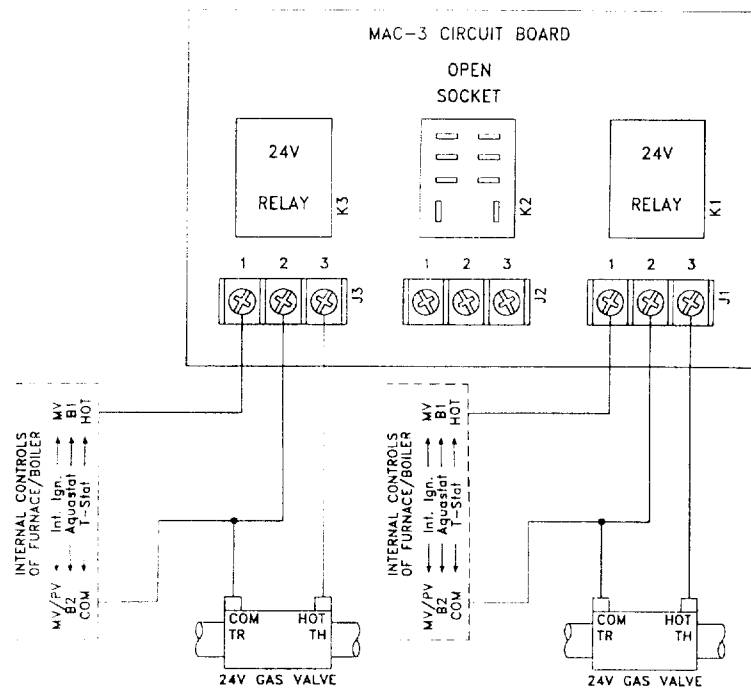 MAC-3 CIRCUIT BOARD
OPEN
SOCKET
24V
RELAY
K3
K2
24V
RELAY
K1
1 2 3
J3
1 2 3
J2
1 2 3
J1
INTERNAL CONTROLS
OF FURNACE/BOILER
MV B1 HOT
Int. Ign.
Aquastat
T-Stat
MV/PV B2 COM
INTERNAL CONTROLS
OF FURNACE/BOILER
MV B1 HOT
Int. Ign.
Aquastat
T-Stat
MV/PV B2 COM
COM HOT
TR TH
24V GAS VALVE
COM HOT
TR TH
24V GAS VALVE